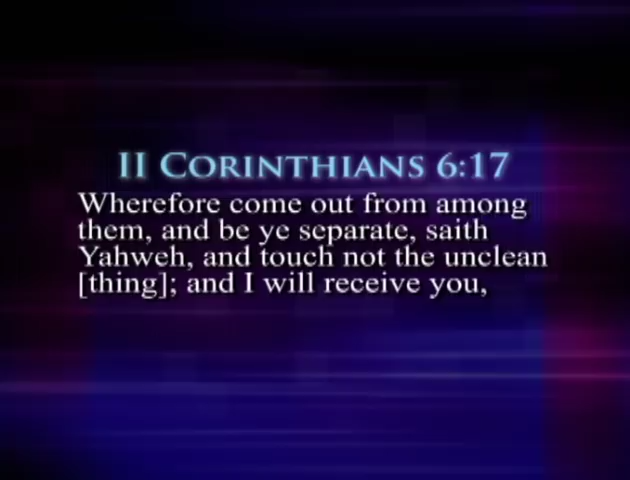 II Corinthians 6:17
Wherefore come out from among
them, and be ye separate, saith
Yahweh, and touch not the unclean
[thing]; and I will receive you,